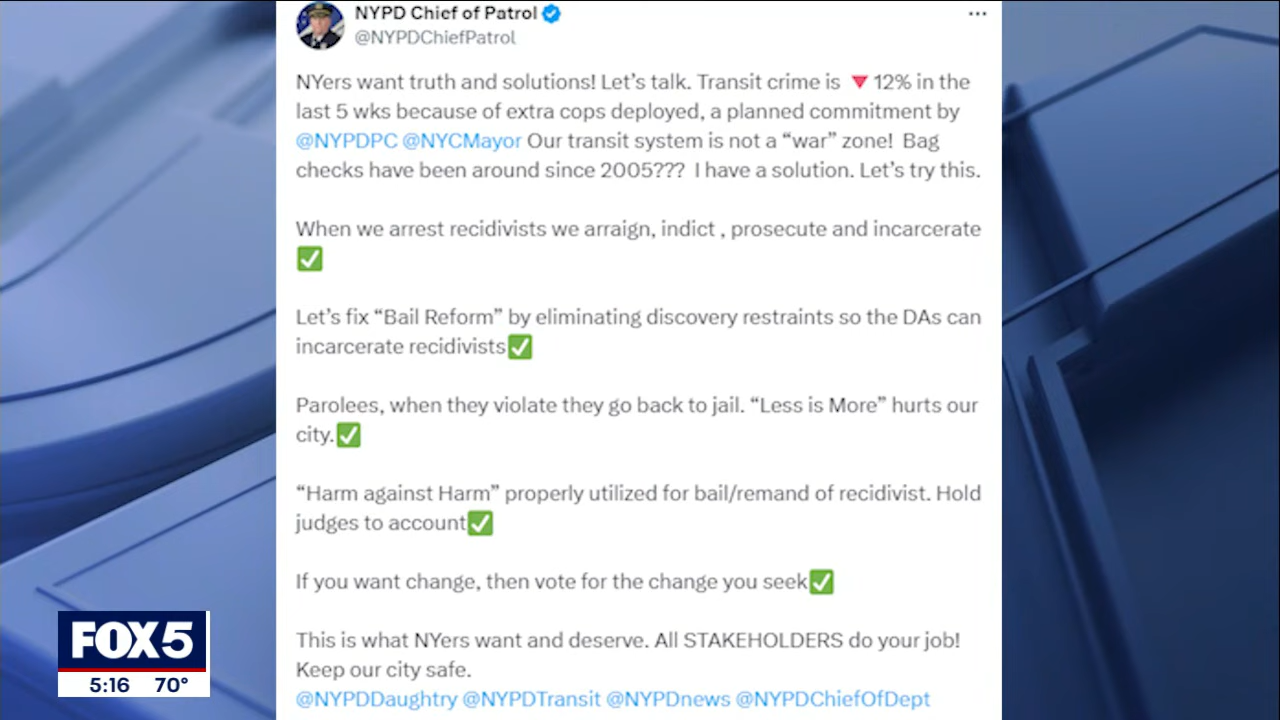 NYPD Chief of Patrol
@NYPDChiefPatrol
NYers want truth and solutions! Let’s talk. Transit crime is 🔻12% in the
last 5 wks because of extra cops deployed, a planned commitment by
@NYPDPC @NYCMayor Our transit system is not a “war” zone!  Bag
checks have been around since 2005???  I have a solution. Let’s try this.
When we arrest recidivists we arraign, indict , prosecute and incarcerate
✅
Let’s fix “Bail Reform” by eliminating discovery restraints so the DAs can
incarcerate recidivists✅
Parolees, when they violate they go back to jail. “Less is More” hurts our
city.✅
“Harm against Harm” properly utilized for bail/remand of recidivist. Hold
judges to account✅
If you want change, then vote for the change you seek✅
This is what NYers want and deserve. All STAKEHOLDERS do your job!
Keep our city safe.
@NYPDDaughtry @NYPDTransit @NYPDnews @NYPDChiefOfDept
FOX5
5:16 70°